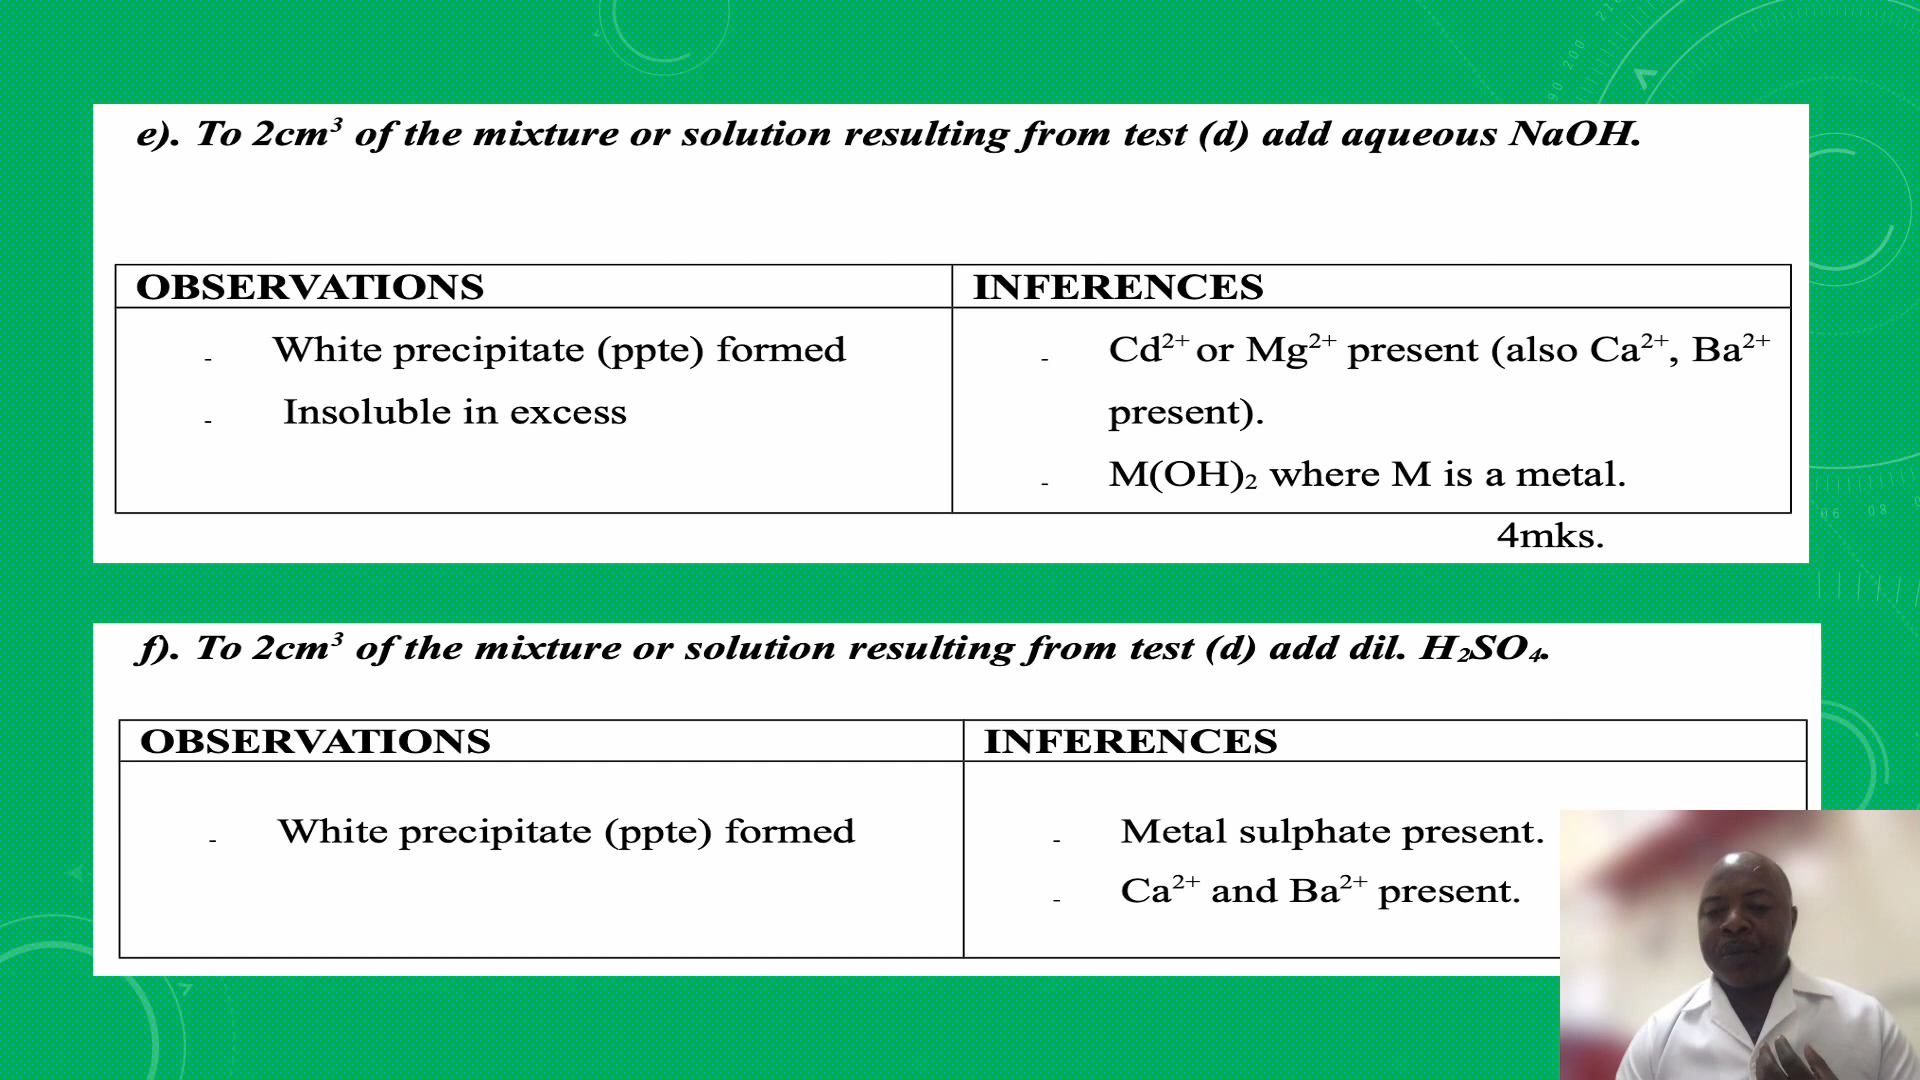 e). To 2cm³ of the mixture or solution resulting from test (d) add aqueous NaOH.
OBSERVATIONS
INFERENCES
- White precipitate (ppte) formed
- Insoluble in excess
- Cd²⁺ or Mg²⁺ present (also Ca²⁺, Ba²⁺
present).
- M(OH)₂ where M is a metal.
4mks.
f). To 2cm³ of the mixture or solution resulting from test (d) add dil. H₂SO₄.
OBSERVATIONS
INFERENCES
- White precipitate (ppte) formed
- Metal sulphate present.
- Ca²⁺ and Ba²⁺ present.